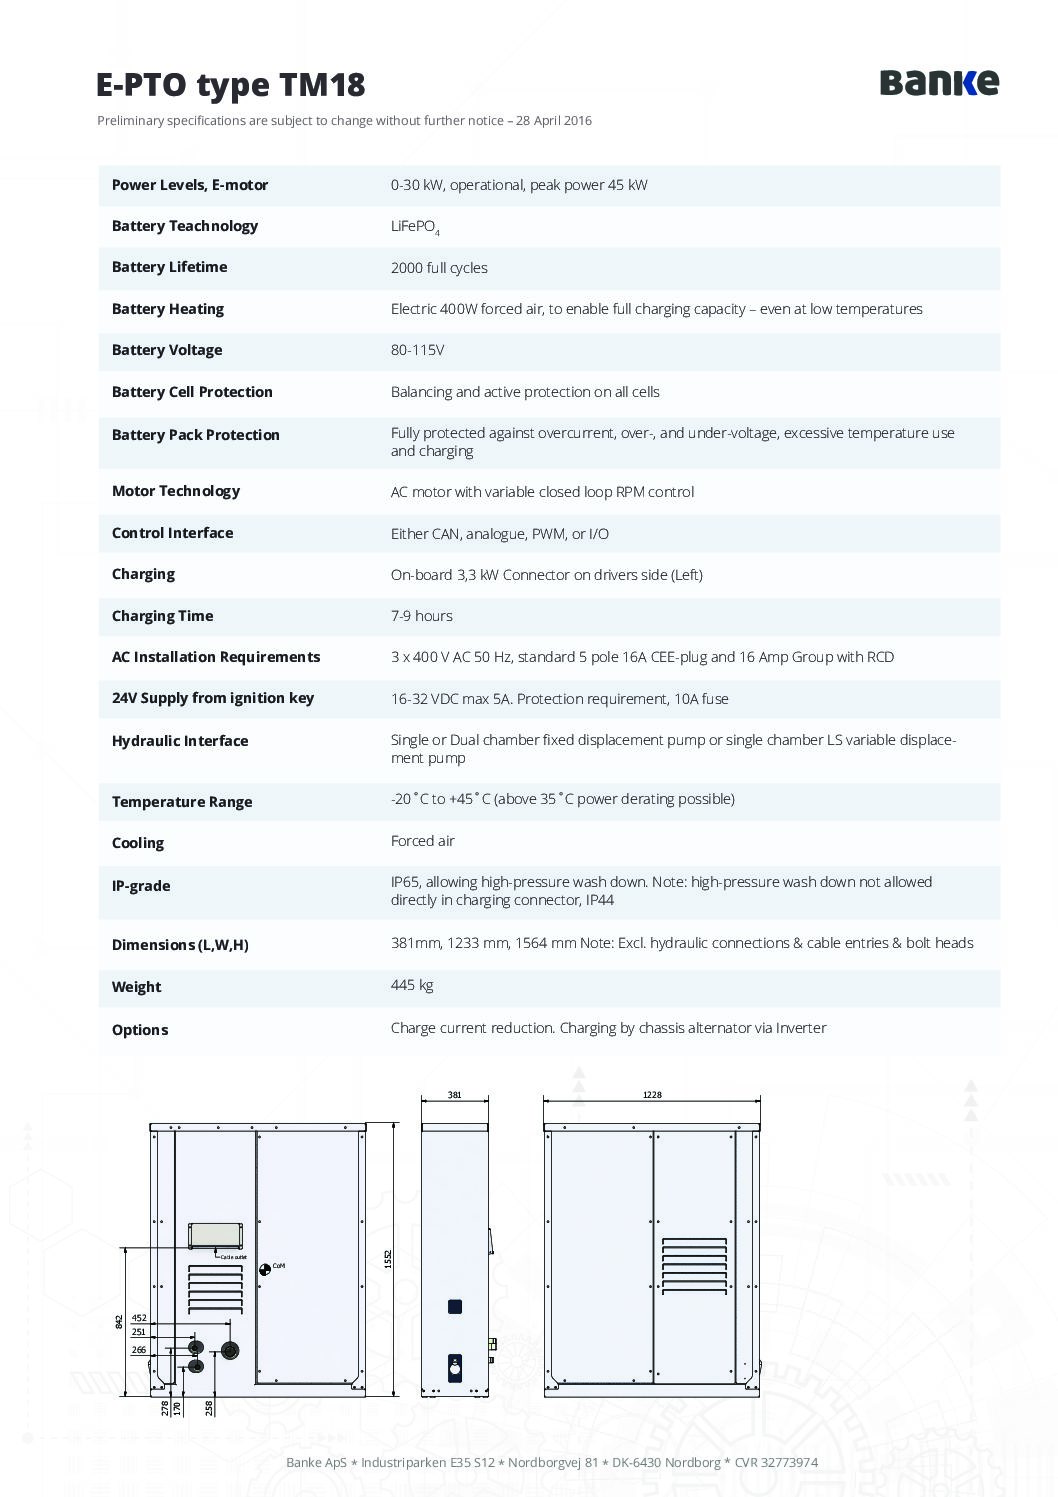 E-PTO type TM18
Banke
Preliminary specifications are subject to change without further notice – 28 April 2016
Power Levels, E-motor 0-30 kW, operational, peak power 45 kW
Battery Teachnology LiFePO4
Battery Lifetime 2000 full cycles
Battery Heating Electric 400W forced air, to enable full charging capacity – even at low temperatures
Battery Voltage 80-115V
Battery Cell Protection Balancing and active protection on all cells
Battery Pack Protection Fully protected against overcurrent, over-, and under-voltage, excessive temperature use
and charging
Motor Technology AC motor with variable closed loop RPM control
Control Interface Either CAN, analogue, PWM, or I/O
Charging On-board 3,3 kW Connector on drivers side (Left)
Charging Time 7-9 hours
AC Installation Requirements 3 x 400 V AC 50 Hz, standard 5 pole 16A CEE-plug and 16 Amp Group with RCD
24V Supply from ignition key 16-32 VDC max 5A. Protection requirement, 10A fuse
Hydraulic Interface Single or Dual chamber fixed displacement pump or single chamber LS variable displace-
ment pump
Temperature Range -20˚C to +45˚C (above 35˚C power derating possible)
Cooling Forced air
IP-grade IP65, allowing high-pressure wash down. Note: high-pressure wash down not allowed
directly in charging connector, IP44
Dimensions (L,W,H) 381mm, 1233 mm, 1564 mm Note: Excl. hydraulic connections & cable entries & bolt heads
Weight 445 kg
Options Charge current reduction. Charging by chassis alternator via Inverter
381
1228
1552
Cable outlet
CoM
842
452
251
266
278
170
258
Banke ApS * Industriparken E35 S12 * Nordborgvej 81 * DK-6430 Nordborg * CVR 32773974